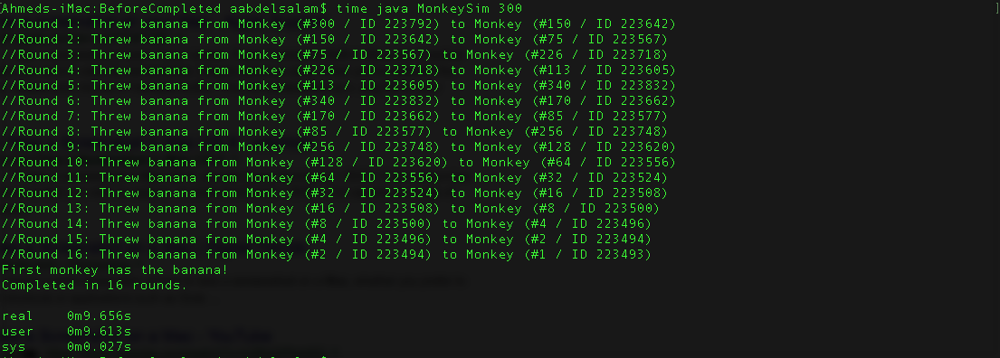 Ahmeds-iMac:BeforeCompleted aabdelsalam$ time java MonkeySim 300
//Round 1: Threw banana from Monkey (#300 / ID 223792) to Monkey (#150 / ID 223642)
//Round 2: Threw banana from Monkey (#150 / ID 223642) to Monkey (#75 / ID 223567)
//Round 3: Threw banana from Monkey (#75 / ID 223567) to Monkey (#226 / ID 223718)
//Round 4: Threw banana from Monkey (#226 / ID 223718) to Monkey (#113 / ID 223605)
//Round 5: Threw banana from Monkey (#113 / ID 223605) to Monkey (#340 / ID 223832)
//Round 6: Threw banana from Monkey (#340 / ID 223832) to Monkey (#170 / ID 223662)
//Round 7: Threw banana from Monkey (#170 / ID 223662) to Monkey (#85 / ID 223577)
//Round 8: Threw banana from Monkey (#85 / ID 223577) to Monkey (#256 / ID 223748)
//Round 9: Threw banana from Monkey (#256 / ID 223748) to Monkey (#128 / ID 223620)
//Round 10: Threw banana from Monkey (#128 / ID 223620) to Monkey (#64 / ID 223556)
//Round 11: Threw banana from Monkey (#64 / ID 223556) to Monkey (#32 / ID 223524)
//Round 12: Threw banana from Monkey (#32 / ID 223524) to Monkey (#16 / ID 223508)
//Round 13: Threw banana from Monkey (#16 / ID 223508) to Monkey (#8 / ID 223500)
//Round 14: Threw banana from Monkey (#8 / ID 223500) to Monkey (#4 / ID 223496)
//Round 15: Threw banana from Monkey (#4 / ID 223496) to Monkey (#2 / ID 223494)
//Round 16: Threw banana from Monkey (#2 / ID 223494) to Monkey (#1 / ID 223493)
First monkey has the banana!
Completed in 16 rounds.
real 0m9.656s
user 0m9.613s
sys 0m0.027s